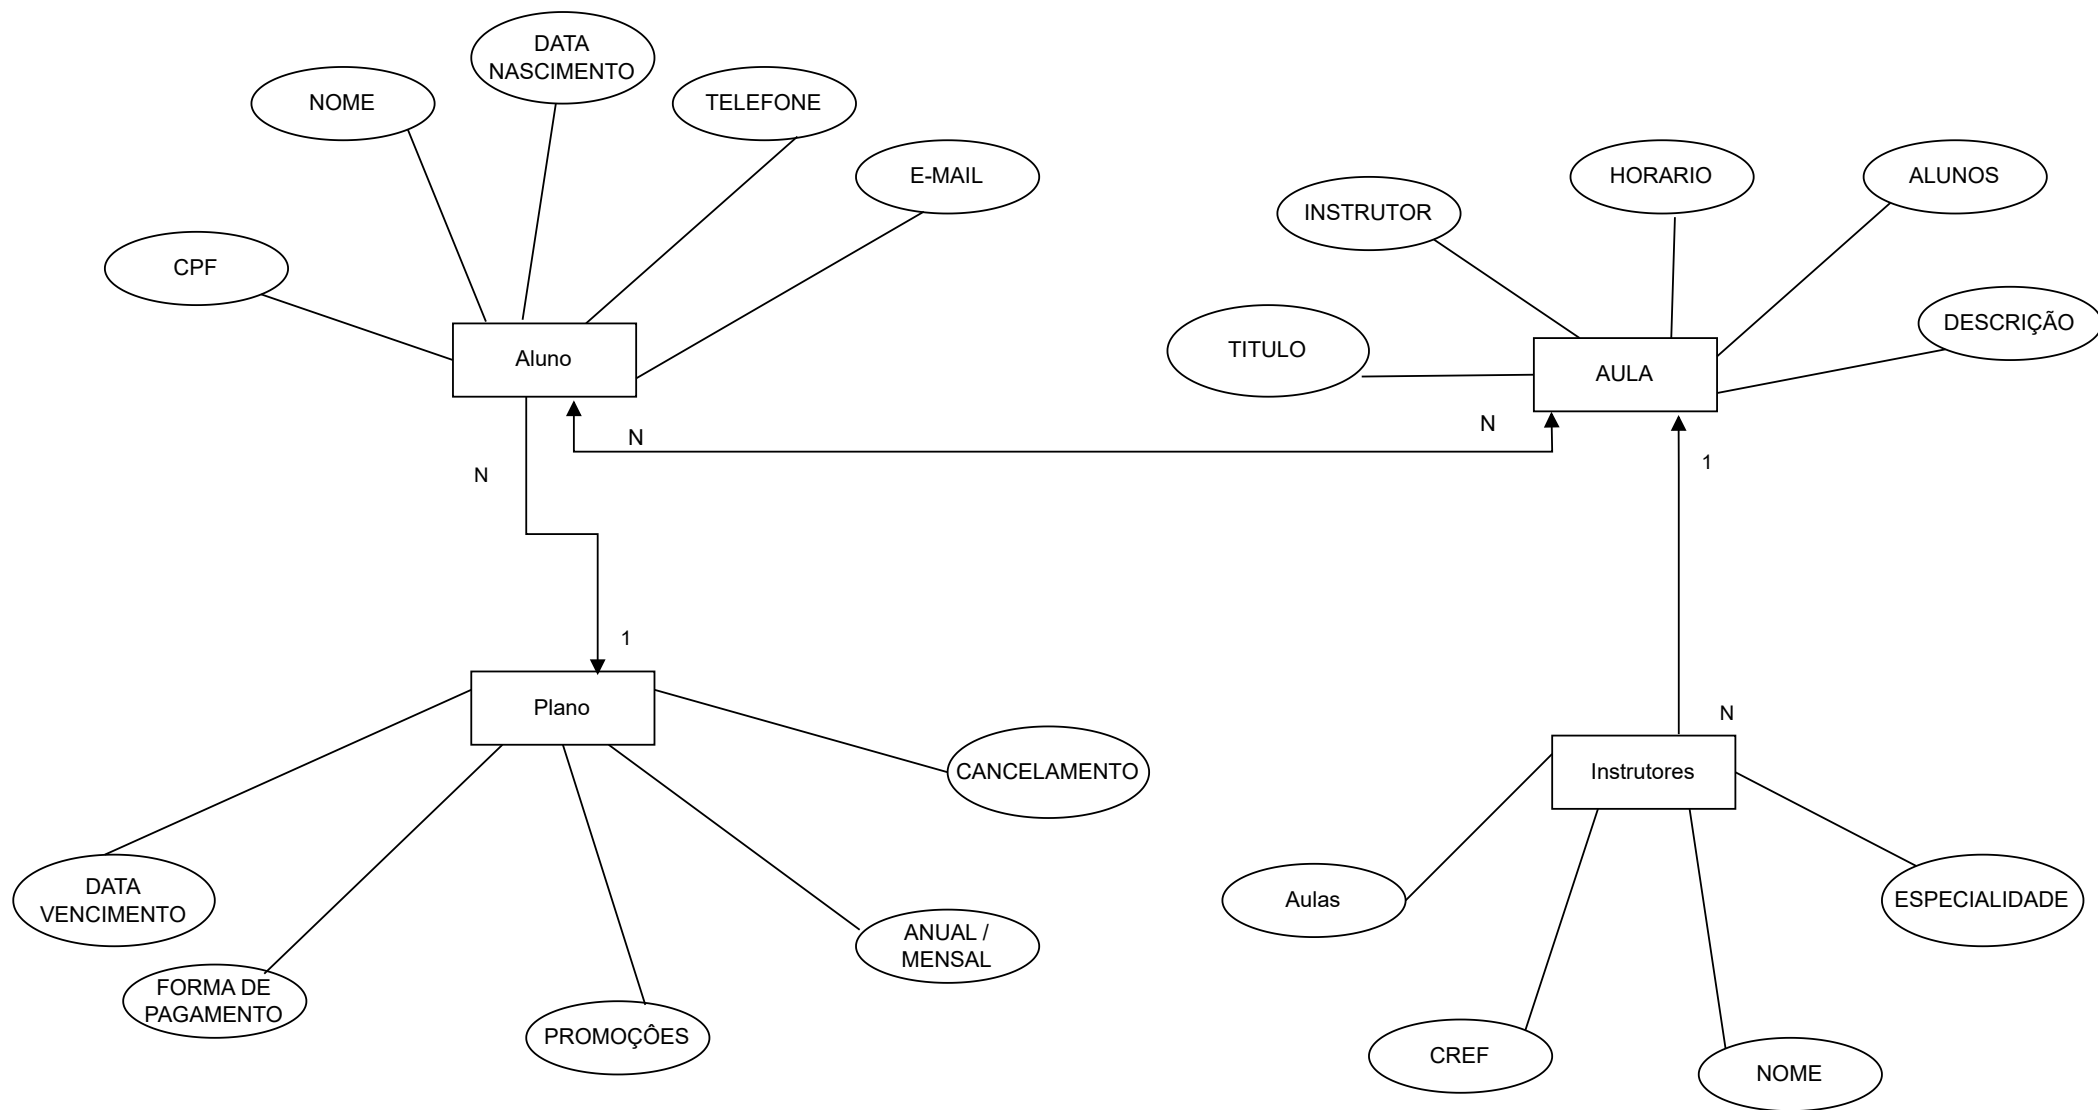 DATA
NASCIMENTO
NOME
TELEFONE
E-MAIL
CPF
Aluno
HORARIO
ALUNOS
INSTRUTOR
DESCRIÇÃO
TITULO
AULA
N
N
N
1
1
Plano
N
Instrutores
CANCELAMENTO
DATA
VENCIMENTO
ANUAL /
MENSAL
FORMA DE
PAGAMENTO
PROMOÇÔES
Aulas
ESPECIALIDADE
CREF
NOME